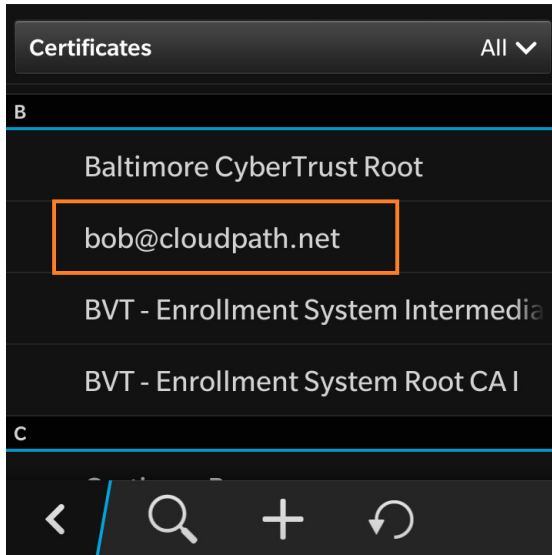 Certificates
All
B
Baltimore CyberTrust Root
bob@cloudpath.net
BVT - Enrollment System Intermedia
BVT - Enrollment System Root CA I
C